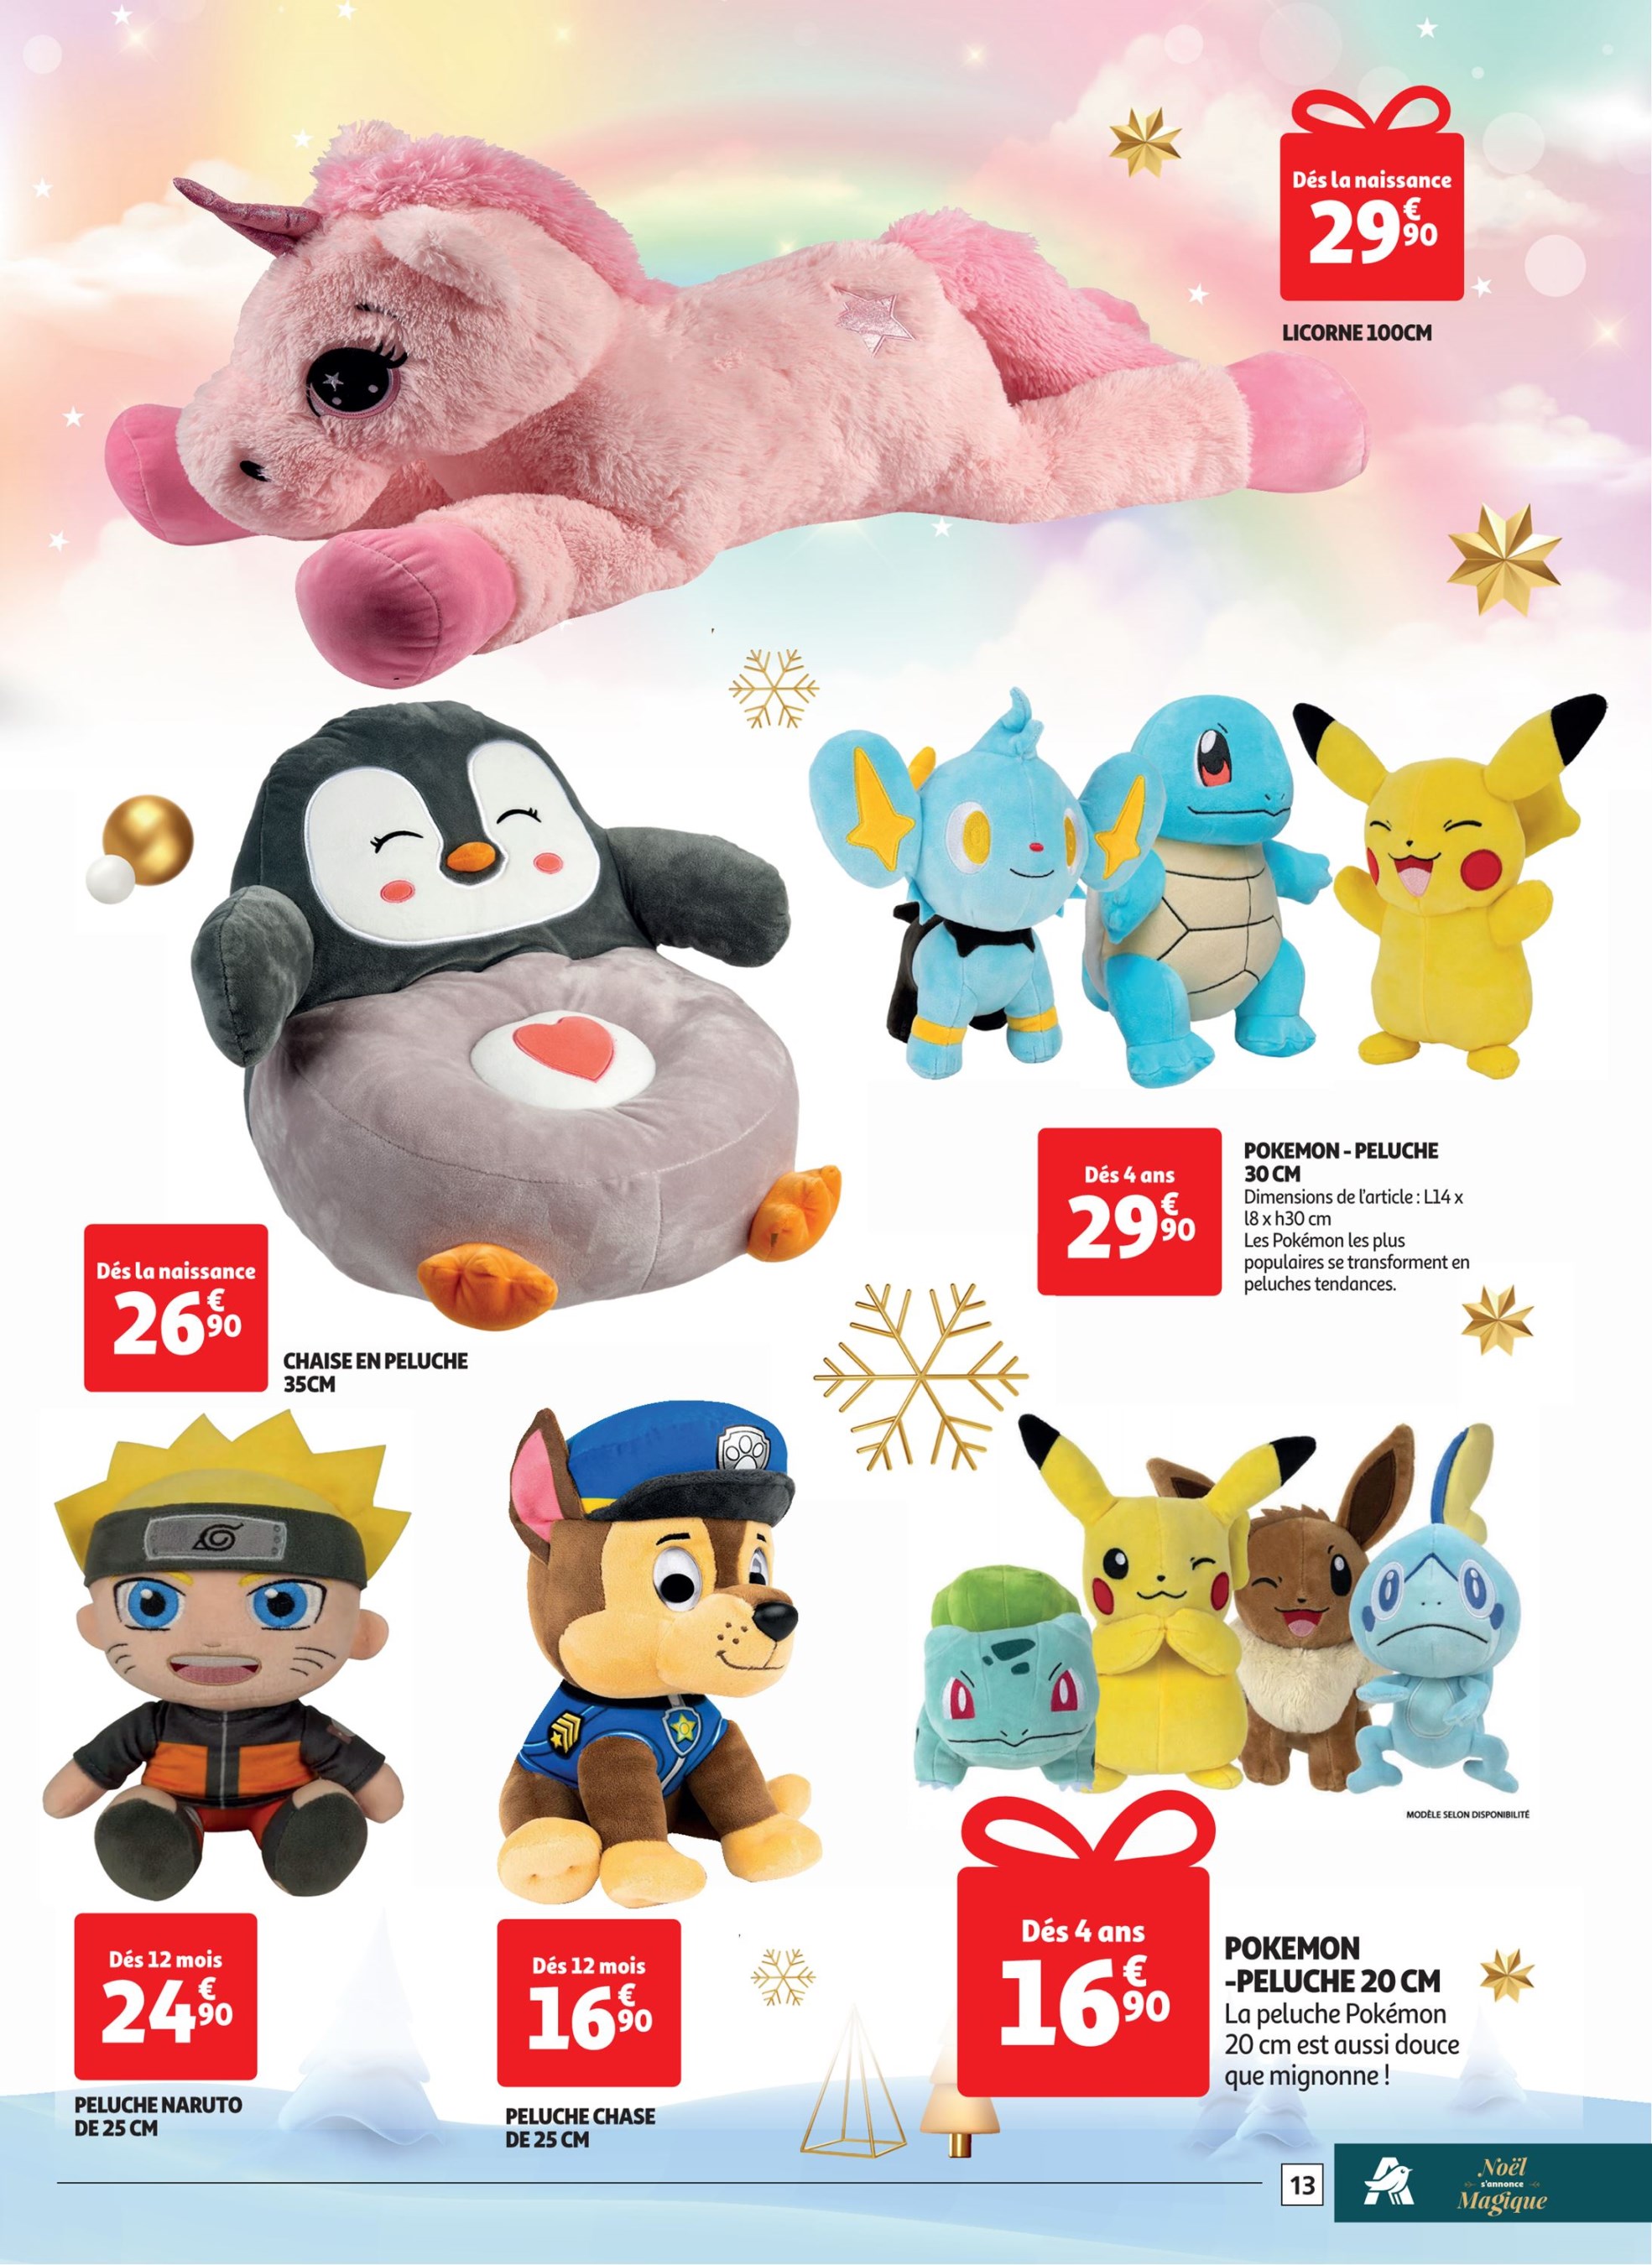 Dés la naissance
29€90
LICORNE 100CM
POKEMON - PELUCHE
30 CM
Dimensions de l'article : L14 x
l8 x h30 cm
Les Pokémon les plus
populaires se transforment en
peluches tendances.
Dés 4 ans
29€90
Dés la naissance
26€90
CHAISE EN PELUCHE
35CM
MODÈLE SELON DISPONIBILITÉ
Dés 12 mois
24€90
PELUCHE NARUTO
DE 25 CM
Dés 12 mois
16€90
PELUCHE CHASE
DE 25 CM
Dés 4 ans
16€90
POKEMON
-PELUCHE 20 CM
La peluche Pokémon
20 cm est aussi douce
que mignonne !
13
Noël
s'annonce
Magique